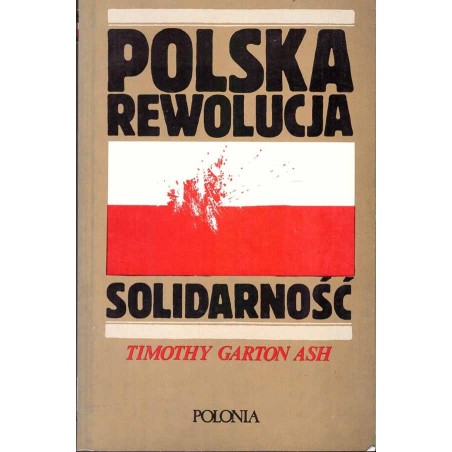 POLSKA
REWOLUCJA
SOLIDARNOŚĆ
TIMOTHY GARTON ASH
POLONIA